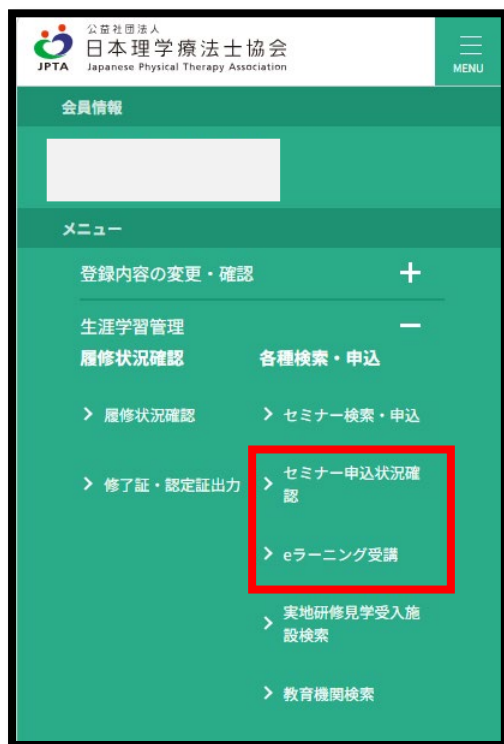 公益社団法人
日本理学療法士協会
JPTA Japanese Physical Therapy Association
MENU
会員情報
メニュー
登録内容の変更・確認
生涯学習管理
履修状況確認
各種検索・申込
履修状況確認
セミナー検索・申込
修了証・認定証出力
セミナー申込状況確
認
eラーニング受講
実地研修見学受入施
設検索
教育機関検索